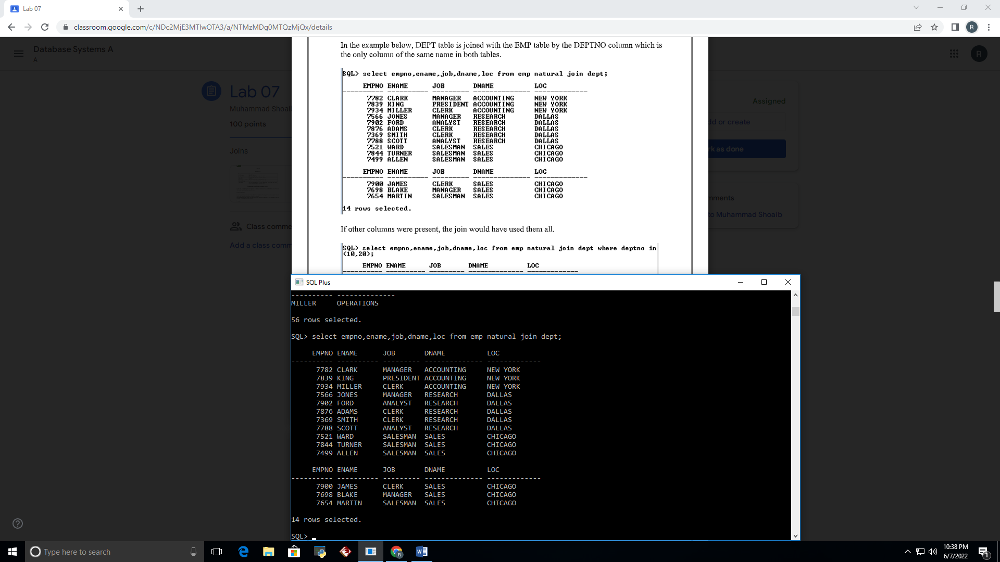 Lab 07
classroom.google.com/c/NDc2MjE3MTIwOTA3/a/NTMzMDg0MTQzMjQx/details
R
Database Systems A
A
R
Lab 07
Muhammad Shoai
100 points
Joins
Class comme
Add a class comm
Assigned
dd or create
rk as done
mments
to Muhammad Shoaib
In the example below, DEPT table is joined with the EMP table by the DEPTNO column which is
the only column of the same name in both tables.
SQL> select empno,ename,job,dname,loc from emp natural join dept;
EMPNO ENAME JOB DNAME LOC
---------- ---------- --------- -------------- -------------
7782 CLARK MANAGER ACCOUNTING NEW YORK
7839 KING PRESIDENT ACCOUNTING NEW YORK
7934 MILLER CLERK ACCOUNTING NEW YORK
7566 JONES MANAGER RESEARCH DALLAS
7902 FORD ANALYST RESEARCH DALLAS
7876 ADAMS CLERK RESEARCH DALLAS
7369 SMITH CLERK RESEARCH DALLAS
7788 SCOTT ANALYST RESEARCH DALLAS
7521 WARD SALESMAN SALES CHICAGO
7844 TURNER SALESMAN SALES CHICAGO
7499 ALLEN SALESMAN SALES CHICAGO
EMPNO ENAME JOB DNAME LOC
---------- ---------- --------- -------------- -------------
7900 JAMES CLERK SALES CHICAGO
7698 BLAKE MANAGER SALES CHICAGO
7654 MARTIN SALESMAN SALES CHICAGO
14 rows selected.
If other columns were present, the join would have used them all.
SQL> select empno,ename,job,dname,loc from emp natural join dept where deptno in
(10,20);
EMPNO ENAME JOB DNAME LOC
---------- ---------- --------- -------------- -------------
SQL Plus
---------- --------------
MILLER OPERATIONS
56 rows selected.
SQL> select empno,ename,job,dname,loc from emp natural join dept;
EMPNO ENAME JOB DNAME LOC
---------- ---------- --------- -------------- -------------
7782 CLARK MANAGER ACCOUNTING NEW YORK
7839 KING PRESIDENT ACCOUNTING NEW YORK
7934 MILLER CLERK ACCOUNTING NEW YORK
7566 JONES MANAGER RESEARCH DALLAS
7902 FORD ANALYST RESEARCH DALLAS
7876 ADAMS CLERK RESEARCH DALLAS
7369 SMITH CLERK RESEARCH DALLAS
7788 SCOTT ANALYST RESEARCH DALLAS
7521 WARD SALESMAN SALES CHICAGO
7844 TURNER SALESMAN SALES CHICAGO
7499 ALLEN SALESMAN SALES CHICAGO
EMPNO ENAME JOB DNAME LOC
---------- ---------- --------- -------------- -------------
7900 JAMES CLERK SALES CHICAGO
7698 BLAKE MANAGER SALES CHICAGO
7654 MARTIN SALESMAN SALES CHICAGO
14 rows selected.
SQL> _
Type here to search
10:38 PM
6/7/2022
1